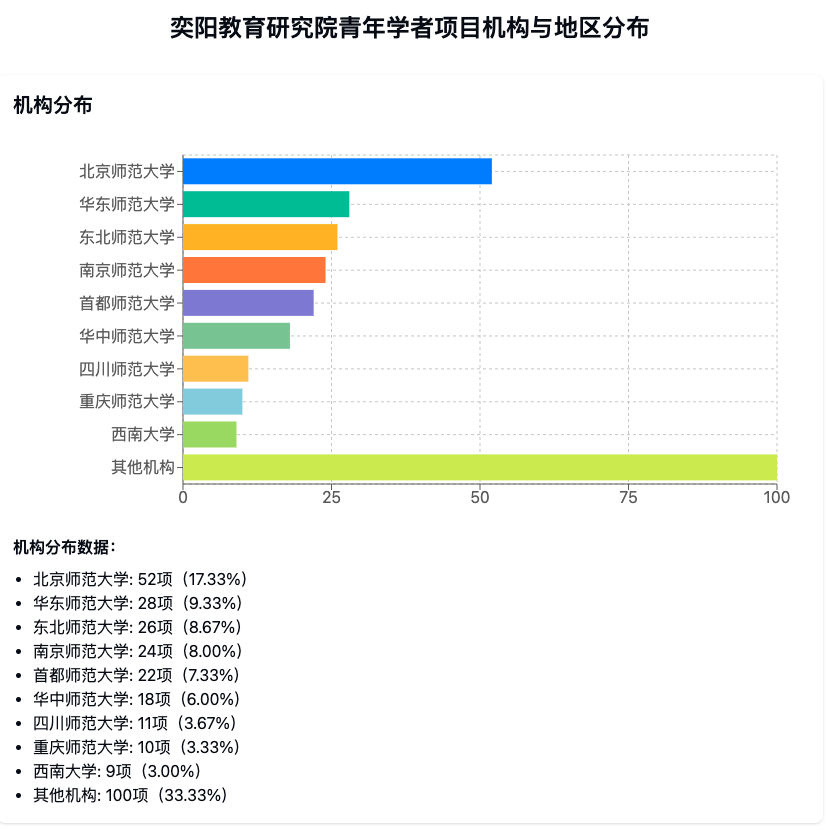 奕阳教育研究院青年学者项目机构与地区分布
机构分布
北京师范大学
华东师范大学
东北师范大学
南京师范大学
首都师范大学
华中师范大学
四川师范大学
重庆师范大学
西南大学
其他机构
0 25 50 75 100
机构分布数据：
• 北京师范大学: 52项（17.33%）
• 华东师范大学: 28项（9.33%）
• 东北师范大学: 26项（8.67%）
• 南京师范大学: 24项（8.00%）
• 首都师范大学: 22项（7.33%）
• 华中师范大学: 18项（6.00%）
• 四川师范大学: 11项（3.67%）
• 重庆师范大学: 10项（3.33%）
• 西南大学: 9项（3.00%）
• 其他机构: 100项（33.33%）